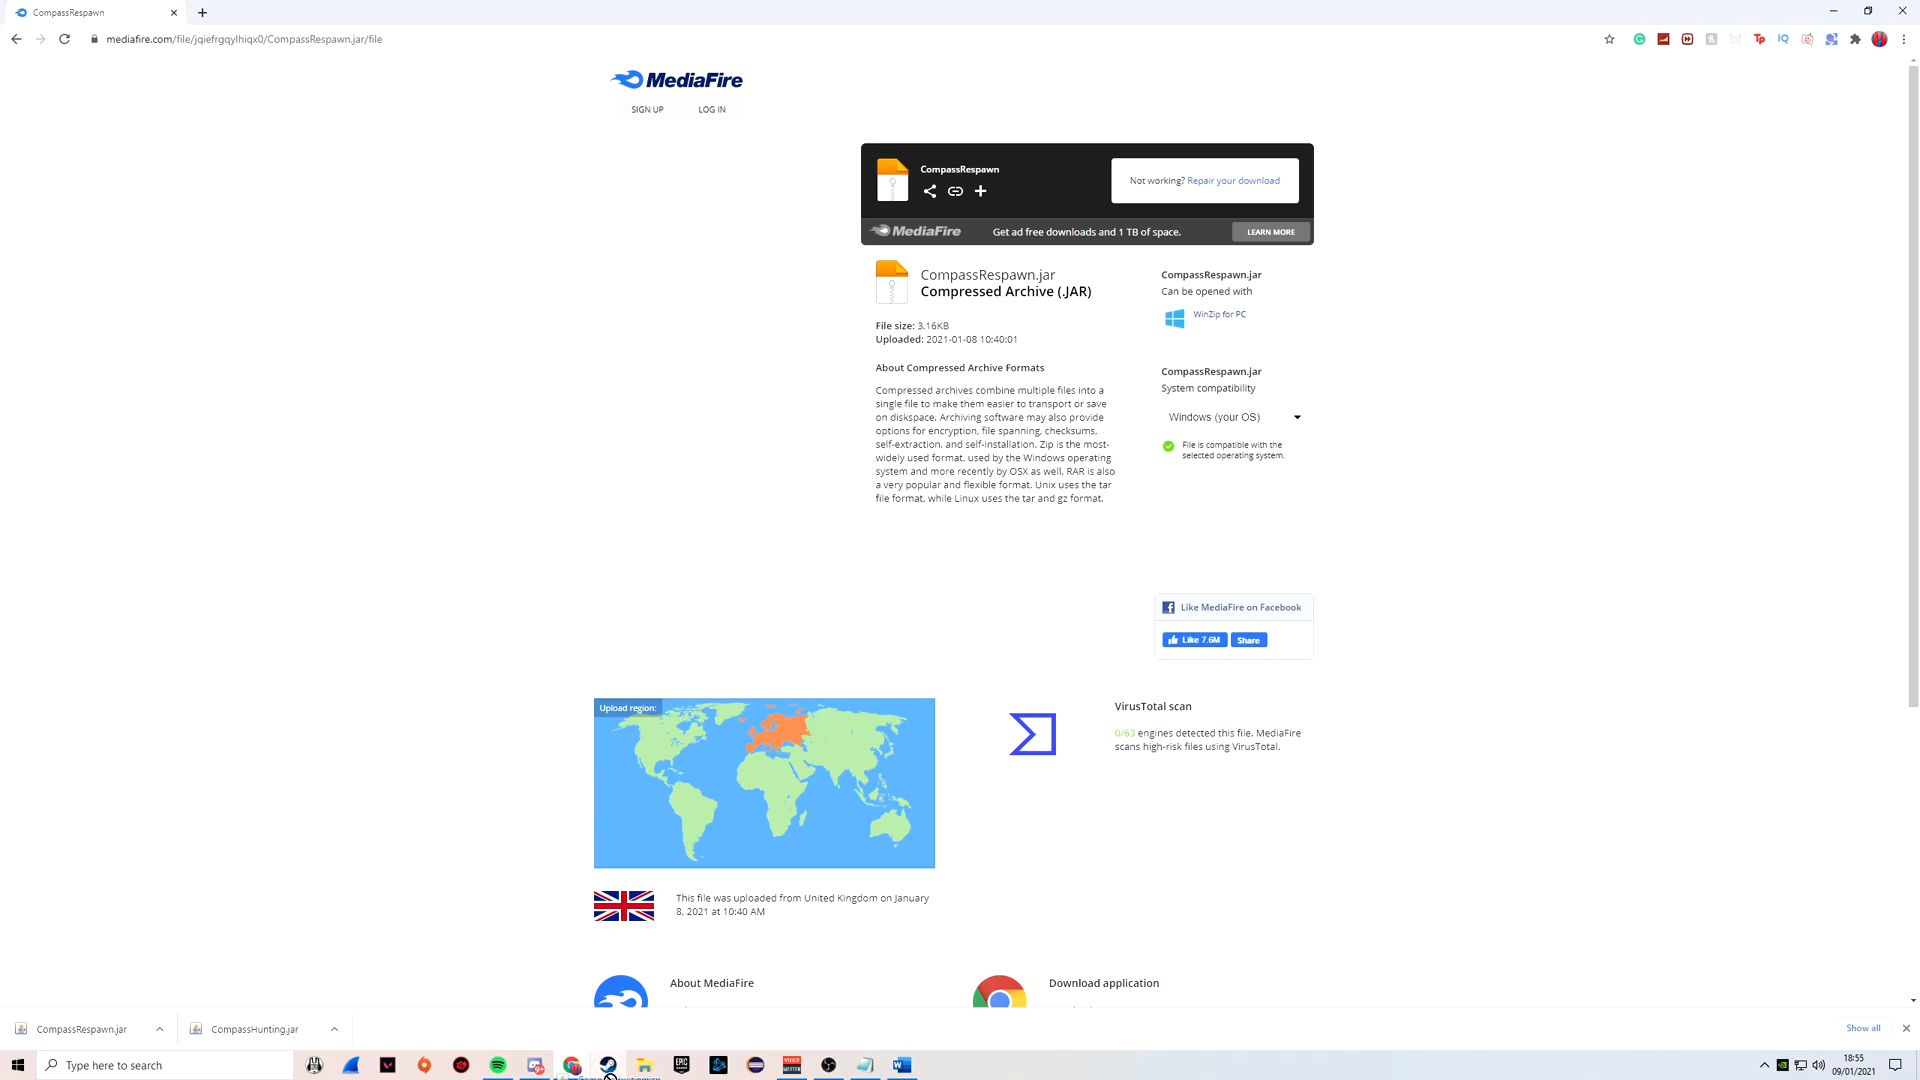 CompassRespawn
mediafire.com/file/jqiefrgqylhiqx0/CompassRespawn.jar/file
MediaFire
SIGN UP LOG IN
CompassRespawn
Not working? Repair your download
MediaFire Get ad free downloads and 1 TB of space. LEARN MORE
CompassRespawn.jar
Compressed Archive (.JAR)
File size: 3.16KB
Uploaded: 2021-01-08 10:40:01
About Compressed Archive Formats
Compressed archives combine multiple files into a
single file to make them easier to transport or save
on diskspace. Archiving software may also provide
options for encryption, file spanning, checksums,
self-extraction, and self-installation. Zip is the most-
widely used format, used by the Windows operating
system and more recently by OSX as well. RAR is also
a very popular and flexible format. Unix uses the tar
file format, while Linux uses the tar and gz format.
CompassRespawn.jar
Can be opened with
WinZip for PC
CompassRespawn.jar
System compatibility
Windows (your OS)
File is compatible with the
selected operating system.
Like MediaFire on Facebook
Like 7.6M Share
Upload region:
VirusTotal scan
0/63 engines detected this file. MediaFire
scans high-risk files using VirusTotal.
This file was uploaded from United Kingdom on January
8, 2021 at 10:40 AM
About MediaFire
Download application
CompassRespawn.jar CompassHunting.jar Show all
Type here to search
18:55
09/01/2021